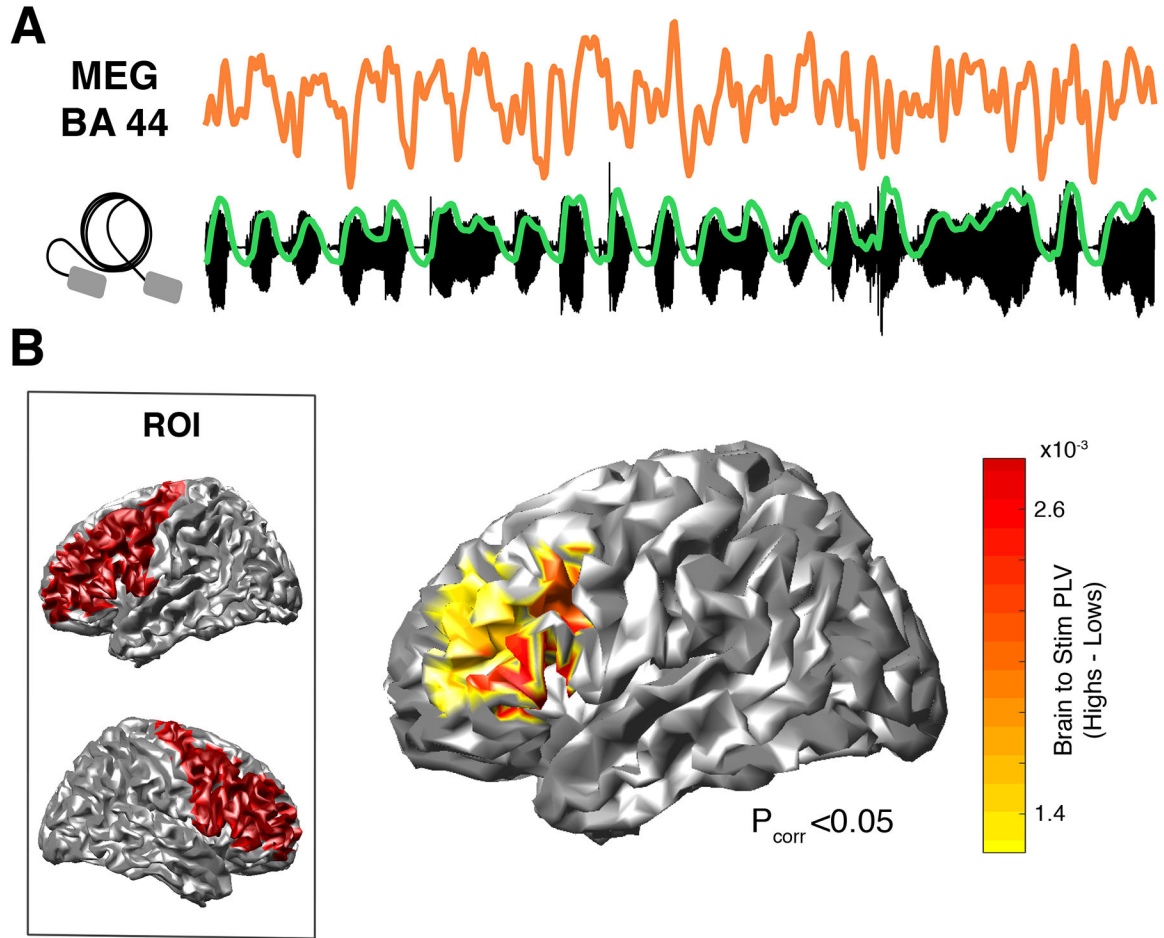 A
MEG
BA 44
B
ROI
x10-3
2.6
1.4
Brain to Stim PLV
(Highs - Lows)
Pcorr<0.05